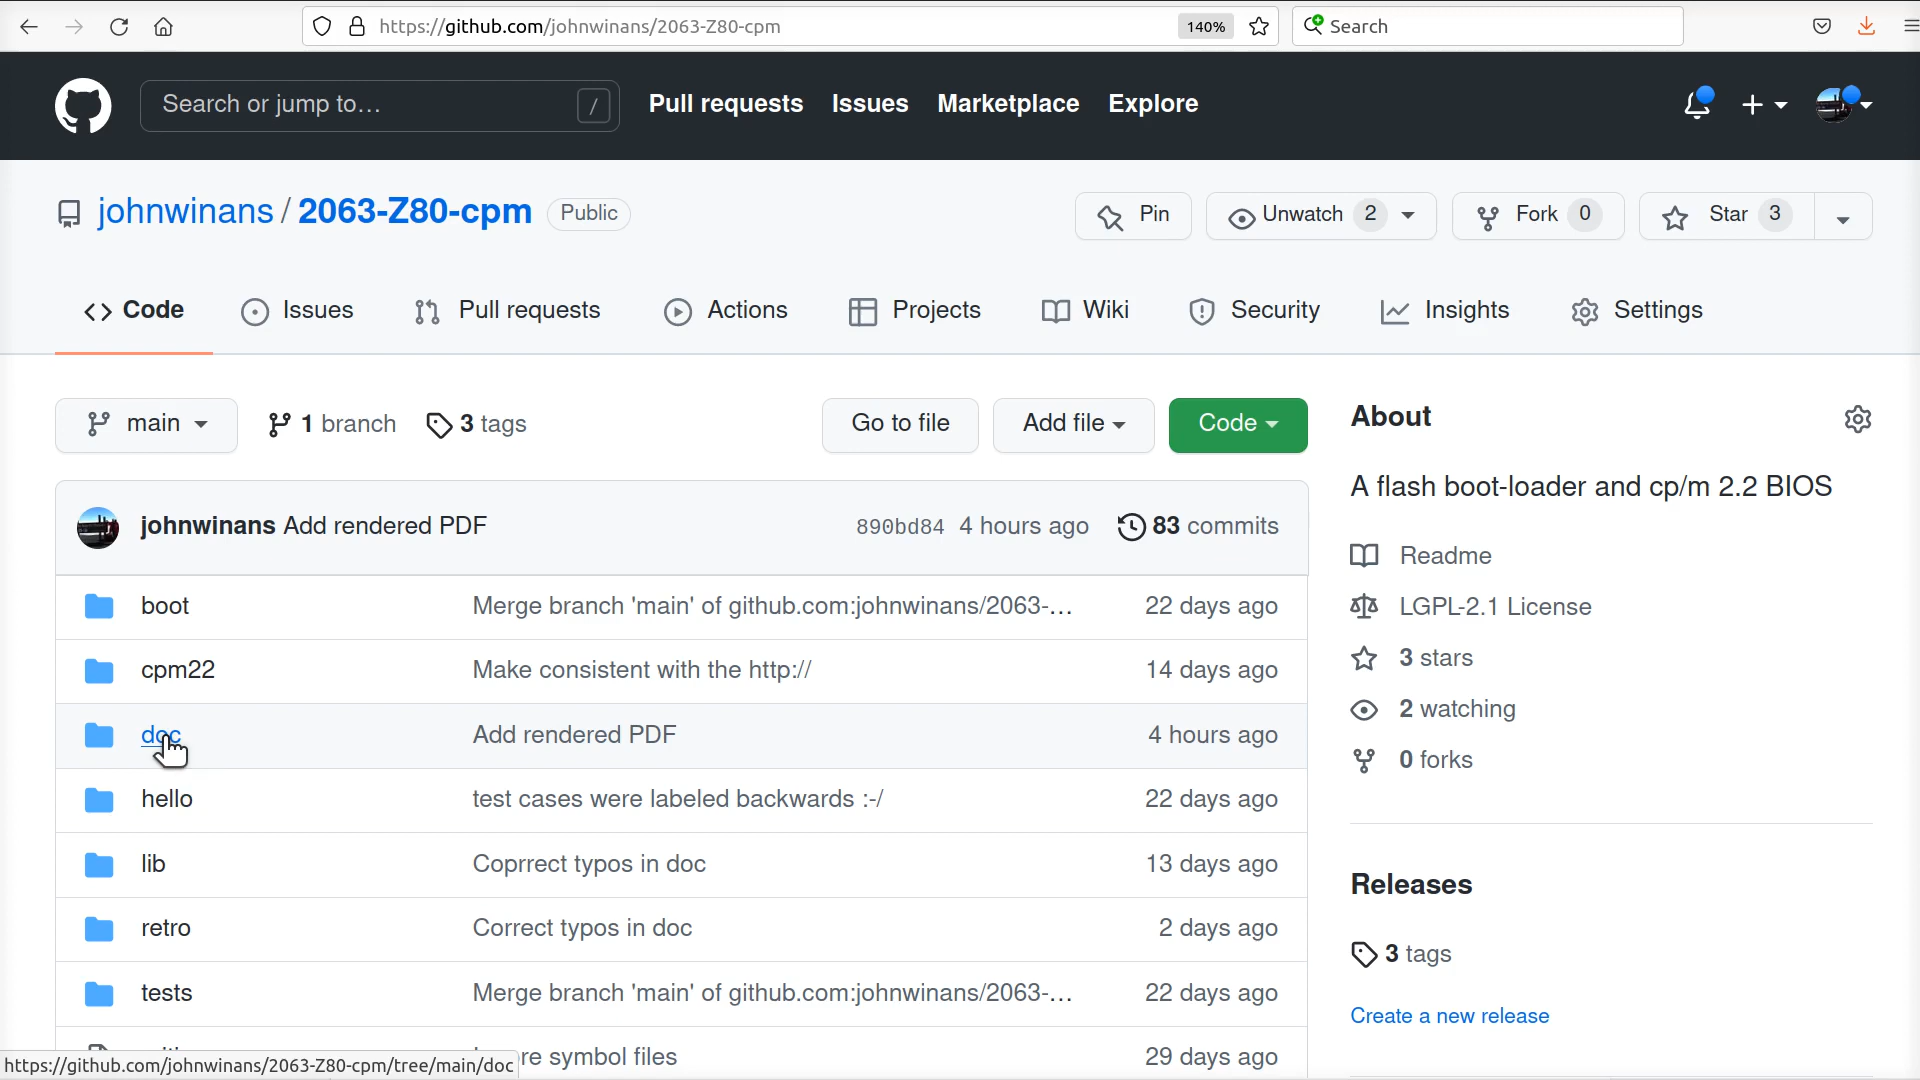 https://github.com/johnwinans/2063-Z80-cpm 140% Search
Search or jump to… / Pull requests Issues Marketplace Explore
johnwinans / 2063-Z80-cpm Public Pin Unwatch 2 Fork 0 Star 3
Code Issues Pull requests Actions Projects Wiki Security Insights Settings
main 1 branch 3 tags Go to file Add file Code
johnwinans Add rendered PDF 890bd84 4 hours ago 83 commits
boot Merge branch 'main' of github.com:johnwinans/2063-… 22 days ago
cpm22 Make consistent with the http:// 14 days ago
doc Add rendered PDF 4 hours ago
hello test cases were labeled backwards :-/ 22 days ago
lib Coprrect typos in doc 13 days ago
retro Correct typos in doc 2 days ago
tests Merge branch 'main' of github.com:johnwinans/2063-… 22 days ago
symbol files 29 days ago
About
A flash boot-loader and cp/m 2.2 BIOS
Readme
LGPL-2.1 License
3 stars
2 watching
0 forks
Releases
3 tags
Create a new release
https://github.com/johnwinans/2063-Z80-cpm/tree/main/doc